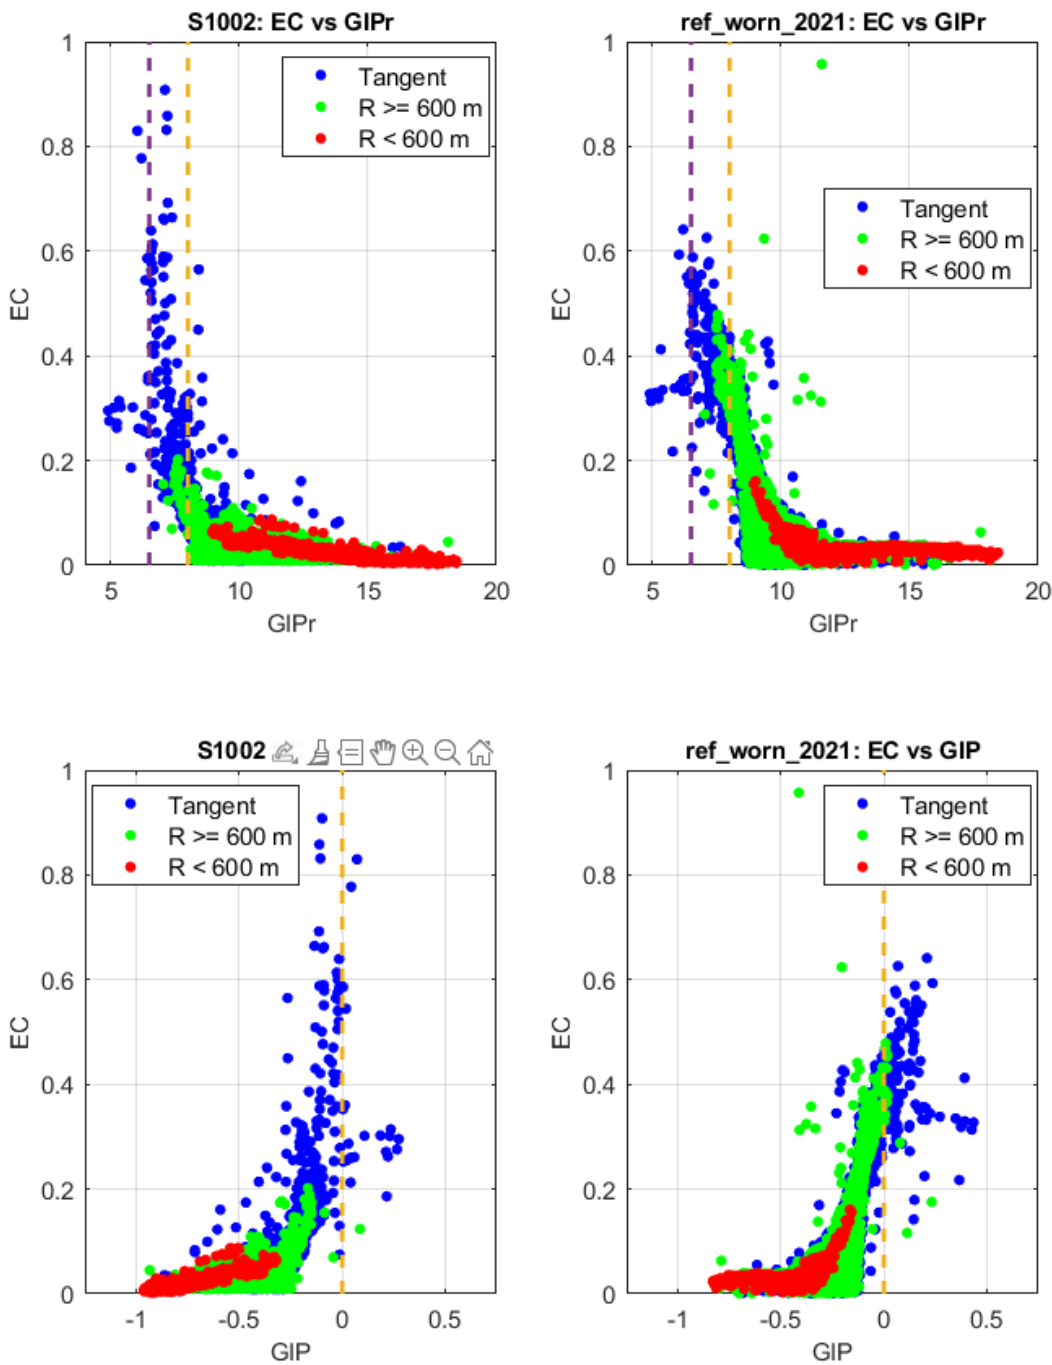 S1002: EC vs GIPr
1
0.8
0.6
0.4
0.2
0
EC
Tangent
R >= 600 m
R < 600 m
5
10
15
20
GIPr
ref_worn_2021: EC vs GIPr
1
0.8
0.6
0.4
0.2
0
EC
Tangent
R >= 600 m
R < 600 m
5
10
15
20
GIPr
S1002
1
0.8
0.6
0.4
0.2
0
EC
Tangent
R >= 600 m
R < 600 m
-1
-0.5
0
0.5
GIP
ref_worn_2021: EC vs GIP
1
0.8
0.6
0.4
0.2
0
EC
Tangent
R >= 600 m
R < 600 m
-1
-0.5
0
0.5
GIP